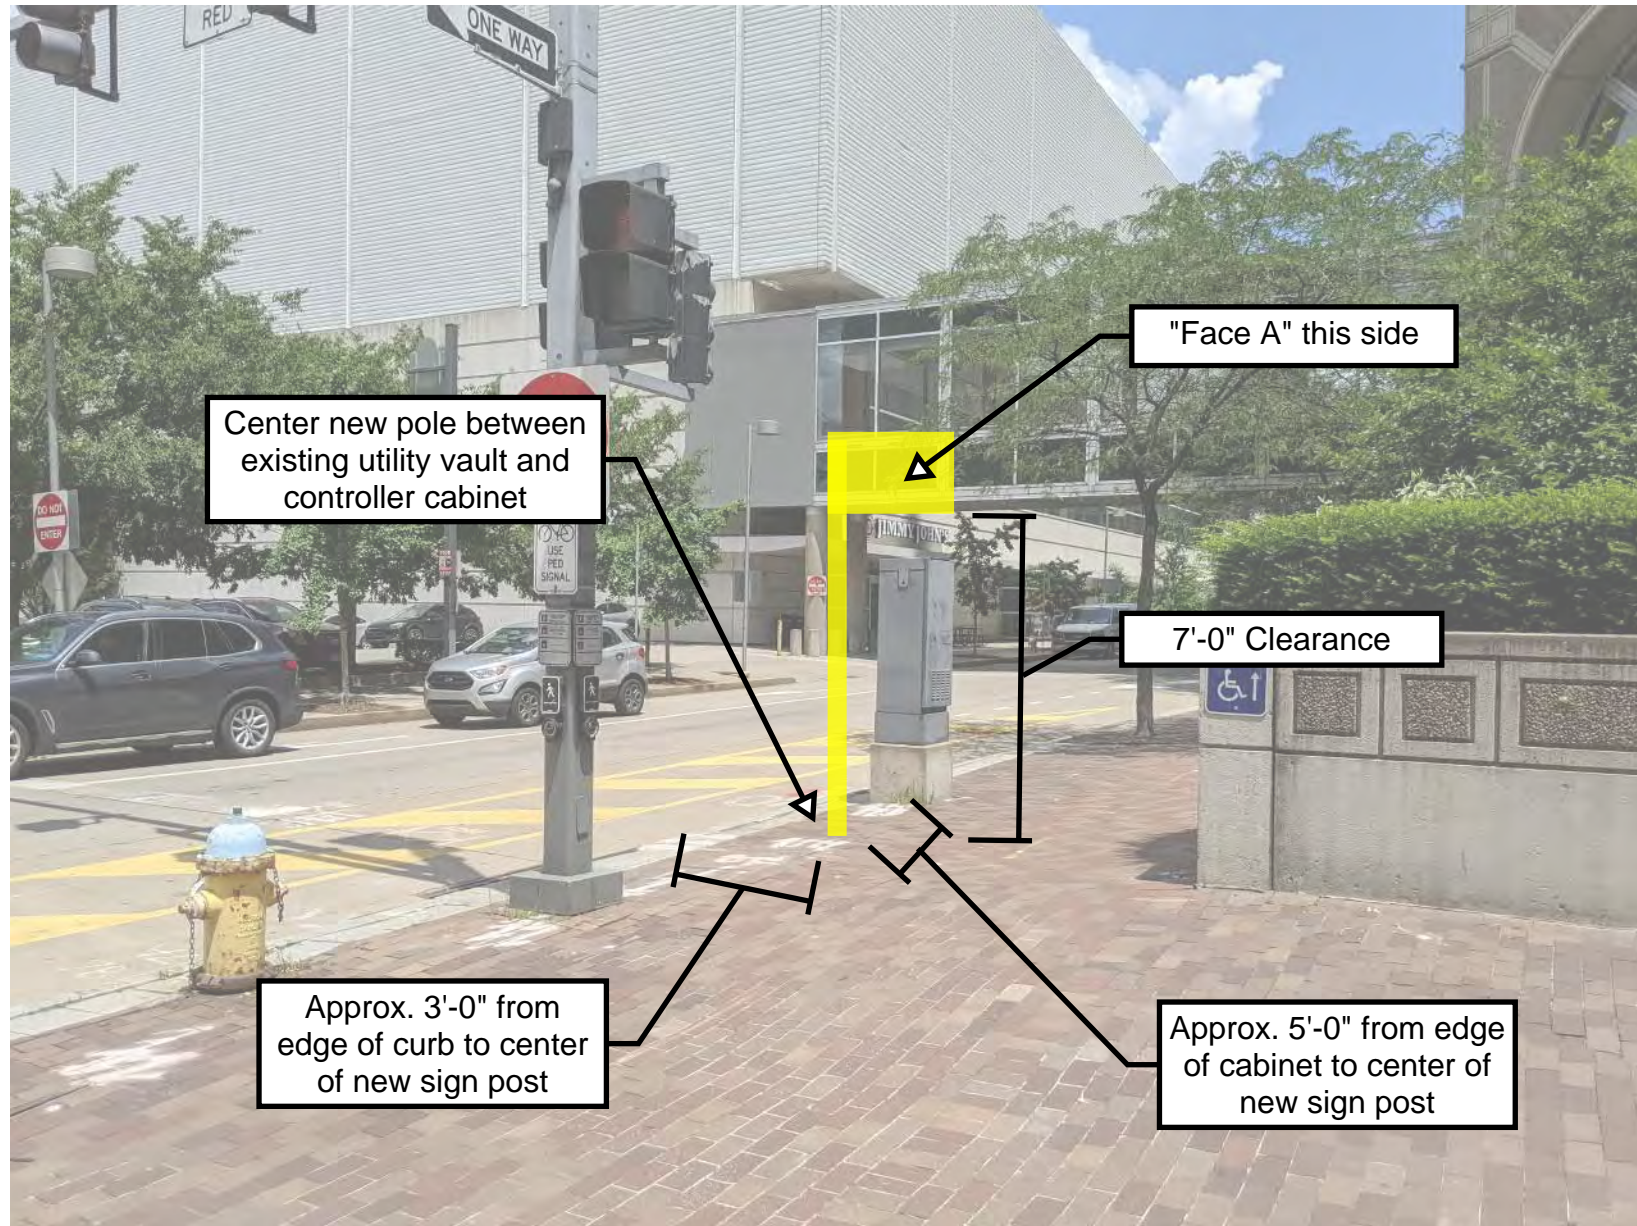 RED
ONE WAY
"Face A" this side
Center new pole between
existing utility vault and
controller cabinet
DO NOT
ENTER
USE
PED
SIGNAL
JIMMY JOHN'S
7'-0" Clearance
Approx. 3'-0" from
edge of curb to center
of new sign post
Approx. 5'-0" from edge
of cabinet to center of
new sign post